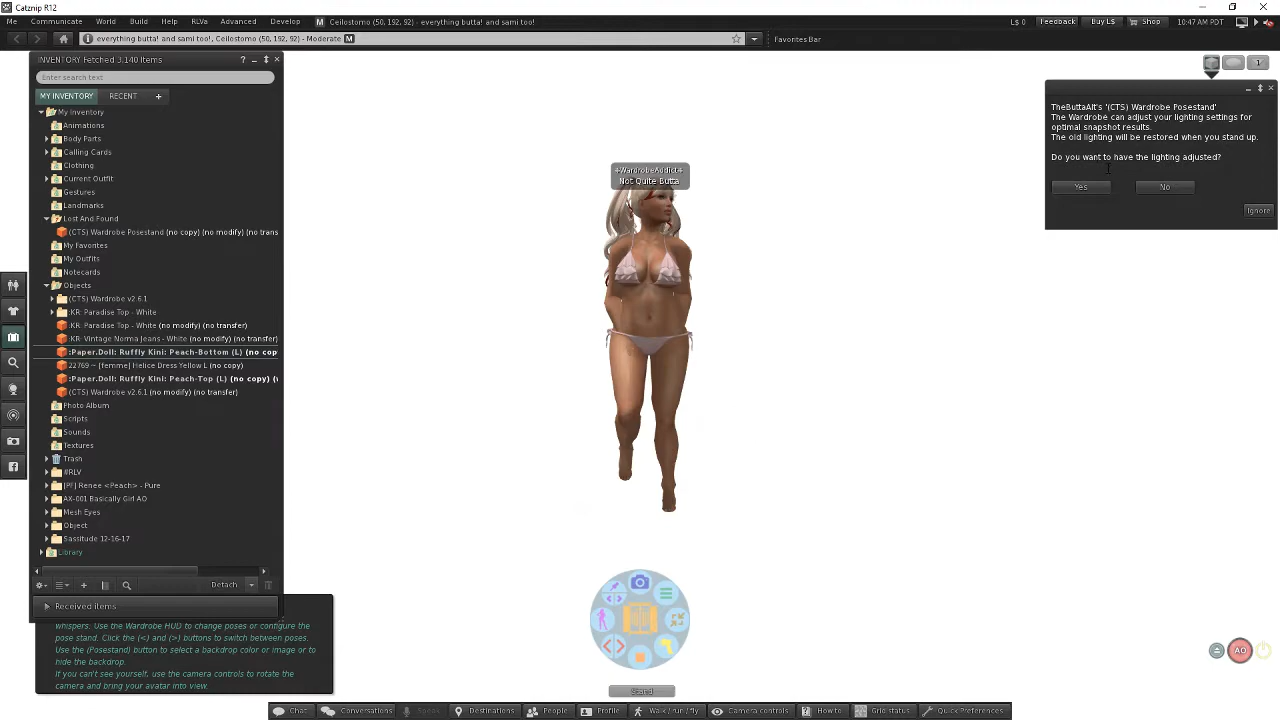 Catznip R12
Me Communicate World Build Help RLVa Advanced Develop M Ceilostomo (50, 192, 92) - everything butta! and sami too! L$ 0 Feedback Buy L$ Shop 10:47 AM PDT
everything butta! and sami too!, Ceilostomo (50, 192, 92) - Moderate M Favorites Bar
INVENTORY Fetched 3,140 Items ?
Enter search text
MY INVENTORY RECENT +
My Inventory
Animations
Body Parts
Calling Cards
Clothing
Current Outfit
Gestures
Landmarks
Lost And Found
(CTS) Wardrobe Posestand (no copy) (no modify) (no trans
My Favorites
My Outfits
Notecards
Objects
(CTS) Wardrobe v2.6.1
:KR: Paradise Top - White
:KR: Paradise Top - White (no modify) (no transfer)
:KR: Vintage Norma Jeans - White (no modify) (no transfer)
:Paper.Doll: Ruffly Kini: Peach-Bottom (L) (no cop
22769 ~ [femme] Helice Dress Yellow L (no copy)
:Paper.Doll: Ruffly Kini: Peach-Top (L) (no copy) (
(CTS) Wardrobe v2.6.1 (no modify) (no transfer)
Photo Album
Scripts
Sounds
Textures
Trash
#RLV
[PF] Renee <Peach> - Pure
AX-001 Basically Girl AO
Mesh Eyes
Object
Sassitude 12-16-17
Library
Detach
Received items
whispers: Use the Wardrobe HUD to change poses or configure the
pose stand. Click the (<) and (>) buttons to switch between poses.
Use the (Posestand) button to select a backdrop color or image or to
hide the backdrop.
If you can't see yourself, use the camera controls to rotate the
camera and bring your avatar into view.
+WardrobeAddict+
Not Quite Butta
TheButtaAlt's '(CTS) Wardrobe Posestand'
The Wardrobe can adjust your lighting settings for
optimal snapshot results.
The old lighting will be restored when you stand up.
Do you want to have the lighting adjusted?
Yes No
Ignore
AO
Stand
Chat Conversations Speak Destinations People Profile Walk / run / fly Camera controls How to Grid status Quick Preferences